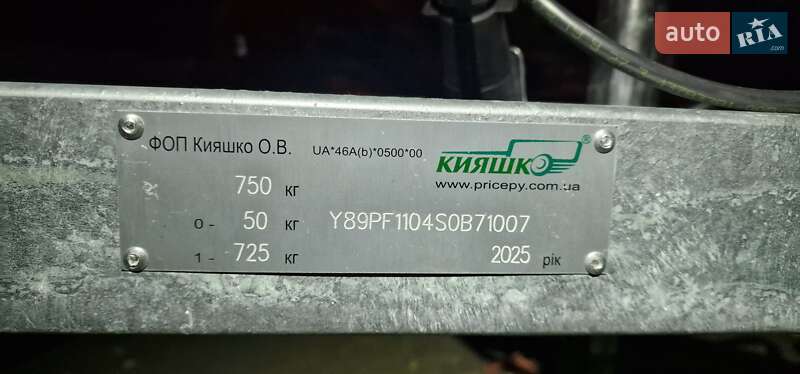 auto RIA.com
ФОП Кияшко О.В. UA*46A(b)*0500*00
КИЯШКО ®
www.pricepy.com.ua
750 кг
0 - 50 кг Y89PF1104S0B71007
1 - 725 кг 2025 рік